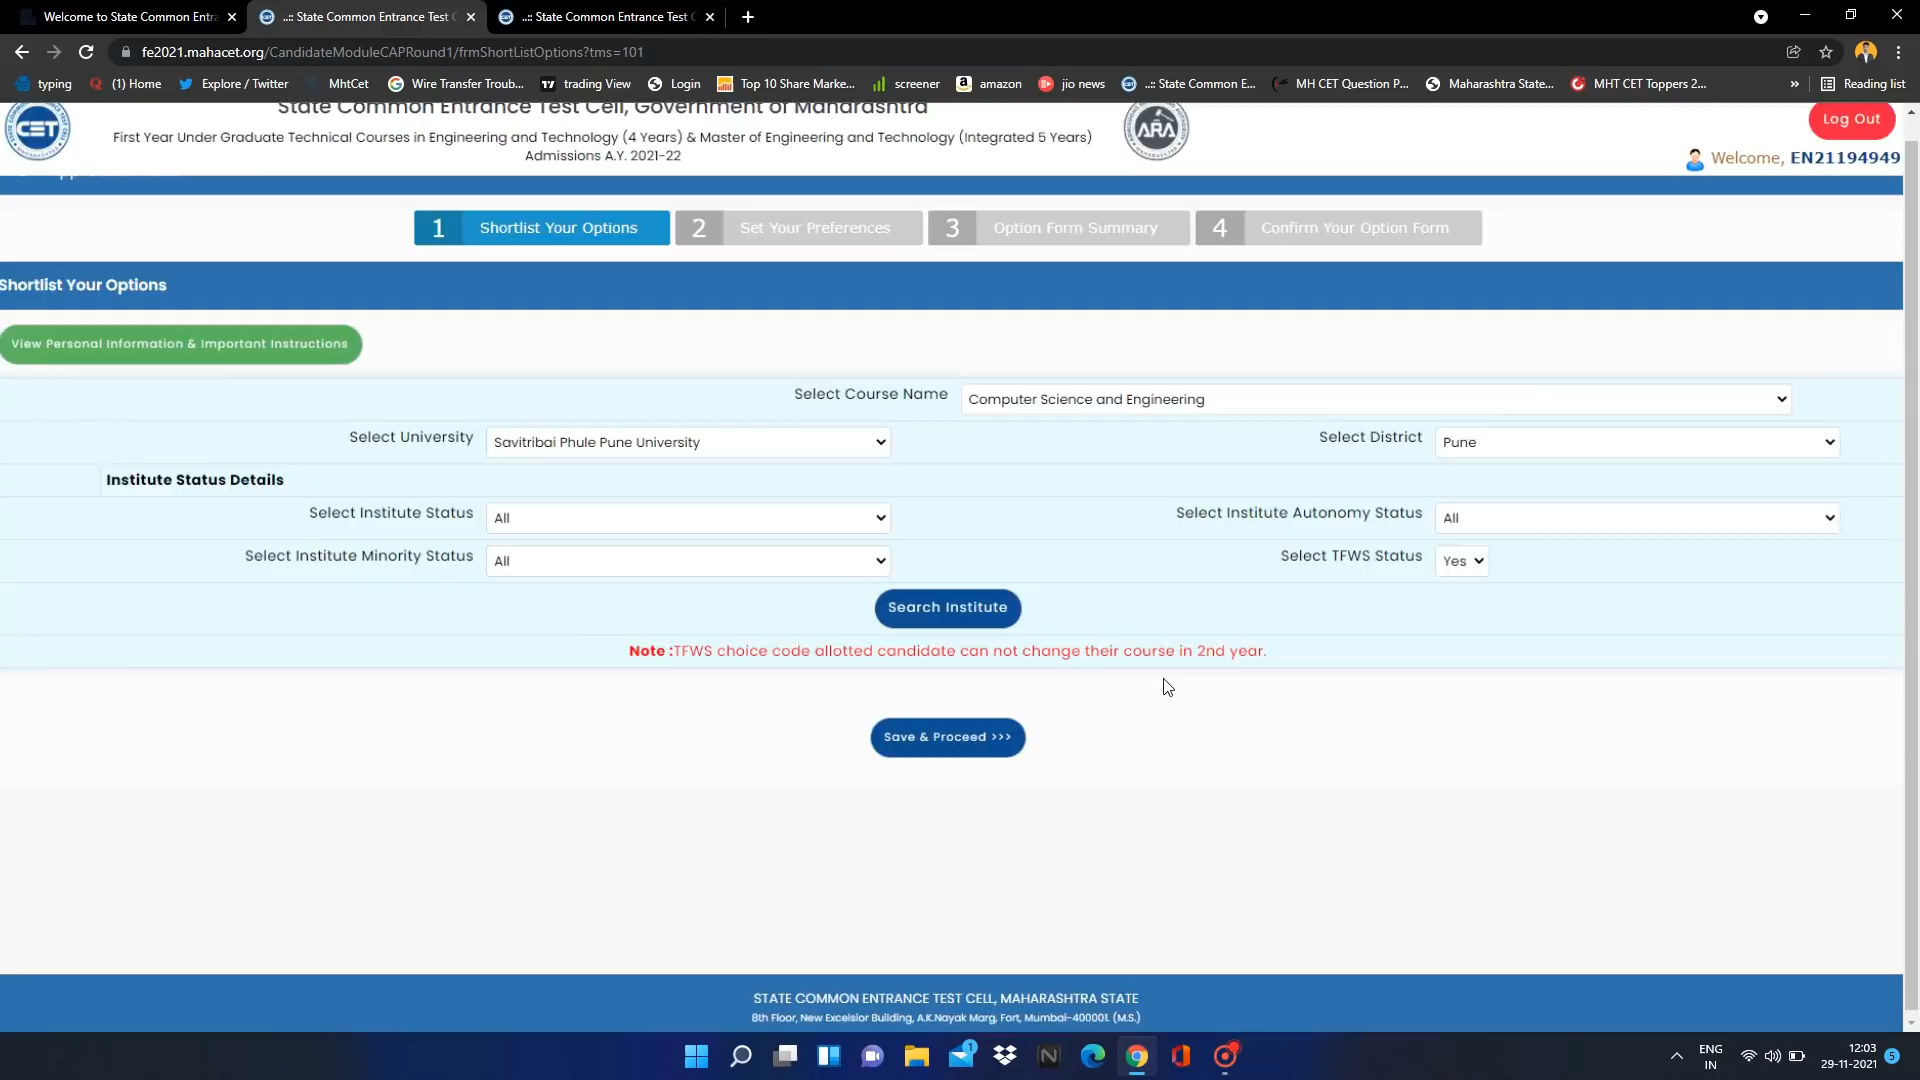 Welcome to State Common Entra
..:: State Common Entrance Test C
..:: State Common Entrance Test C
fe2021.mahacet.org/CandidateModuleCAPRound1/frmShortListOptions?tms=101
typing
(1) Home
Explore / Twitter
MhtCet
Wire Transfer Troub...
trading View
Login
Top 10 Share Marke...
screener
amazon
jio news
..:: State Common E...
MH CET Question P...
Maharashtra State...
MHT CET Toppers 2...
»
Reading list
CET
State Common Entrance Test Cell, Government of Maharashtra
First Year Under Graduate Technical Courses in Engineering and Technology (4 Years) & Master of Engineering and Technology (Integrated 5 Years)
Admissions A.Y. 2021-22
ARA
Log Out
Welcome, EN21194949
1 Shortlist Your Options
2 Set Your Preferences
3 Option Form Summary
4 Confirm Your Option Form
Shortlist Your Options
View Personal Information & Important Instructions
Select Course Name
Computer Science and Engineering
Select University
Savitribai Phule Pune University
Select District
Pune
Institute Status Details
Select Institute Status
All
Select Institute Autonomy Status
All
Select Institute Minority Status
All
Select TFWS Status
Yes
Search Institute
Note :TFWS choice code allotted candidate can not change their course in 2nd year.
Save & Proceed >>>
STATE COMMON ENTRANCE TEST CELL, MAHARASHTRA STATE
8th Floor, New Excelsior Building, A.K.Nayak Marg, Fort, Mumbai-400001. (M.S.)
1
ENG
IN
12:03
29-11-2021
5